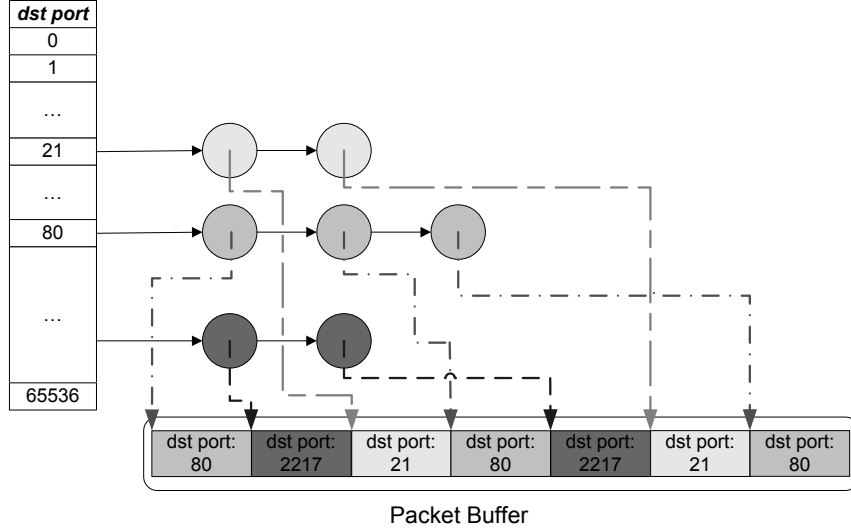 dst port
0
1
...
21
...
80
...
65536
dst port:
80
dst port:
2217
dst port:
21
dst port:
80
dst port:
2217
dst port:
21
dst port:
80
Packet Buffer